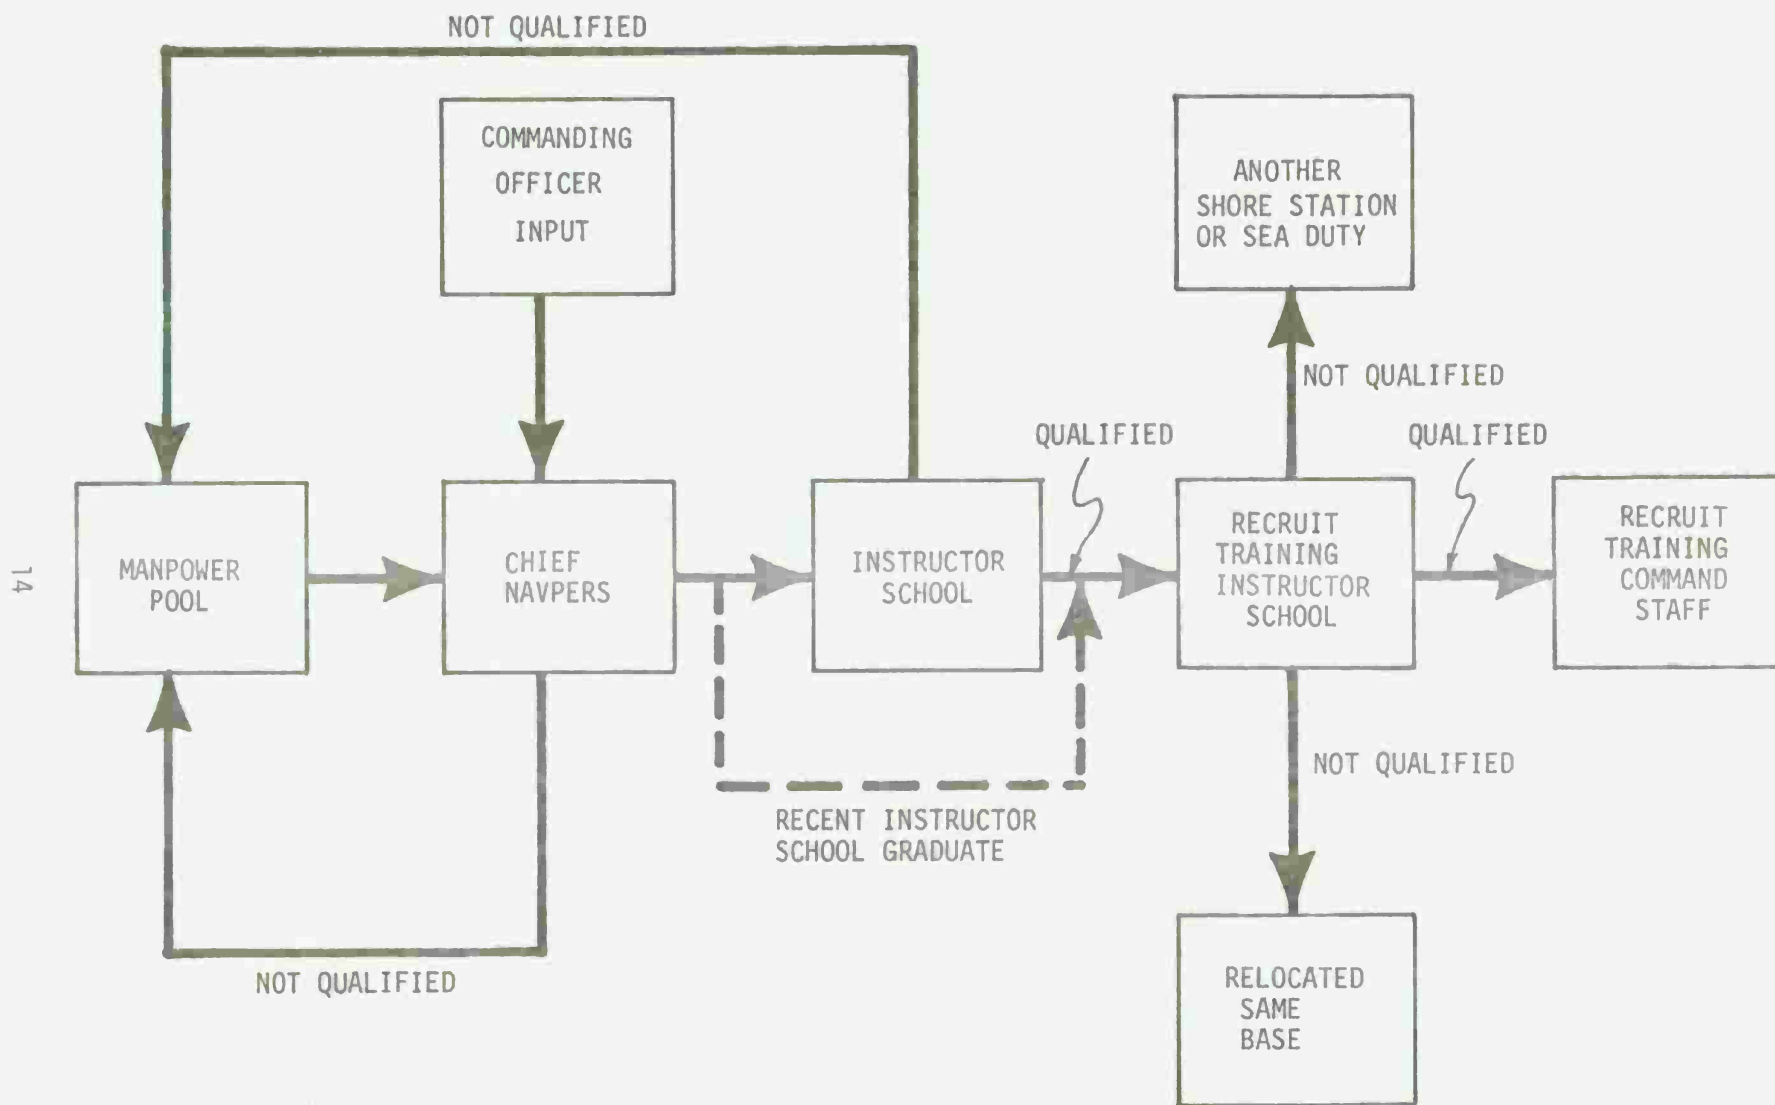 NOT QUALIFIED
COMMANDING
OFFICER
INPUT
ANOTHER
SHORE STATION
OR SEA DUTY
NOT QUALIFIED
QUALIFIED
QUALIFIED
MANPOWER
POOL
CHIEF
NAVPERS
INSTRUCTOR
SCHOOL
RECRUIT
TRAINING
INSTRUCTOR
SCHOOL
RECRUIT
TRAINING
COMMAND
STAFF
14
NOT QUALIFIED
RECENT INSTRUCTOR
SCHOOL GRADUATE
NOT QUALIFIED
RELOCATED
SAME
BASE